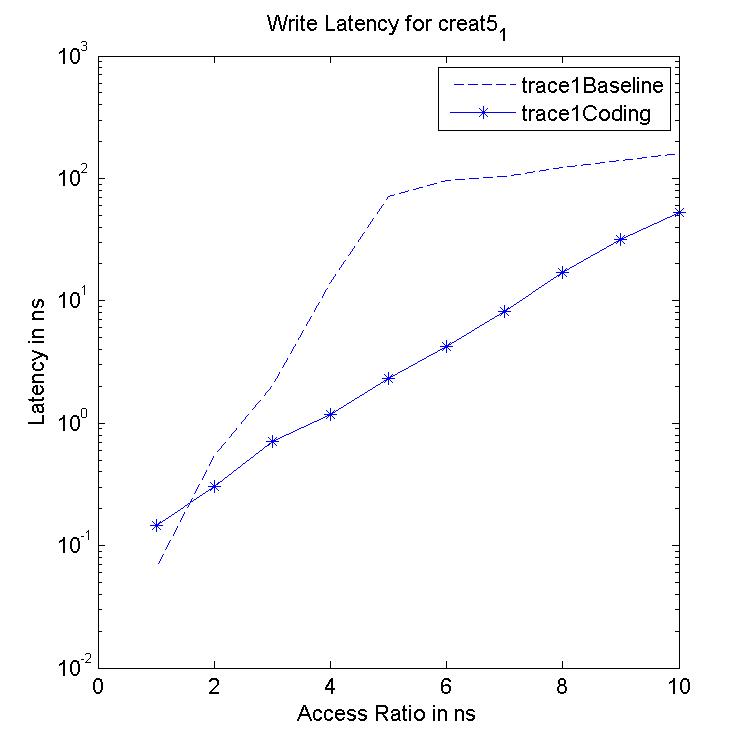 Write Latency for creat5₁
10³
trace1Baseline
trace1Coding
10²
10¹
10⁰
10⁻¹
10⁻²
Latency in ns
0 2 4 6 8 10
Access Ratio in ns